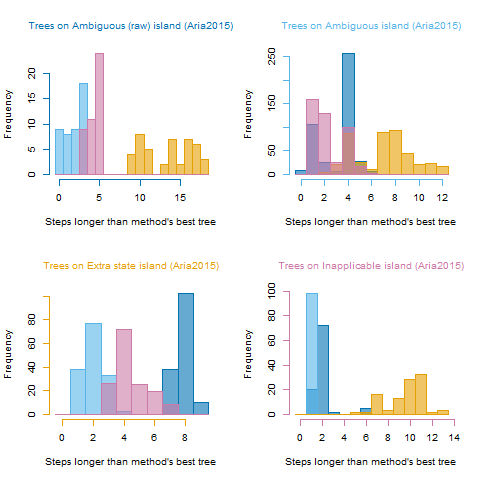 Trees on Ambiguous (raw) island (Aria2015)
Frequency
0 5 10 15 20
0 5 10 15
Steps longer than method's best tree
Trees on Ambiguous island (Aria2015)
Frequency
0 50 150 250
0 2 4 6 8 10 12
Steps longer than method's best tree
Trees on Extra state island (Aria2015)
Frequency
0 20 40 60 80
0 2 4 6 8
Steps longer than method's best tree
Trees on Inapplicable island (Aria2015)
Frequency
0 20 40 60 80 100
0 2 4 6 8 10 12 14
Steps longer than method's best tree